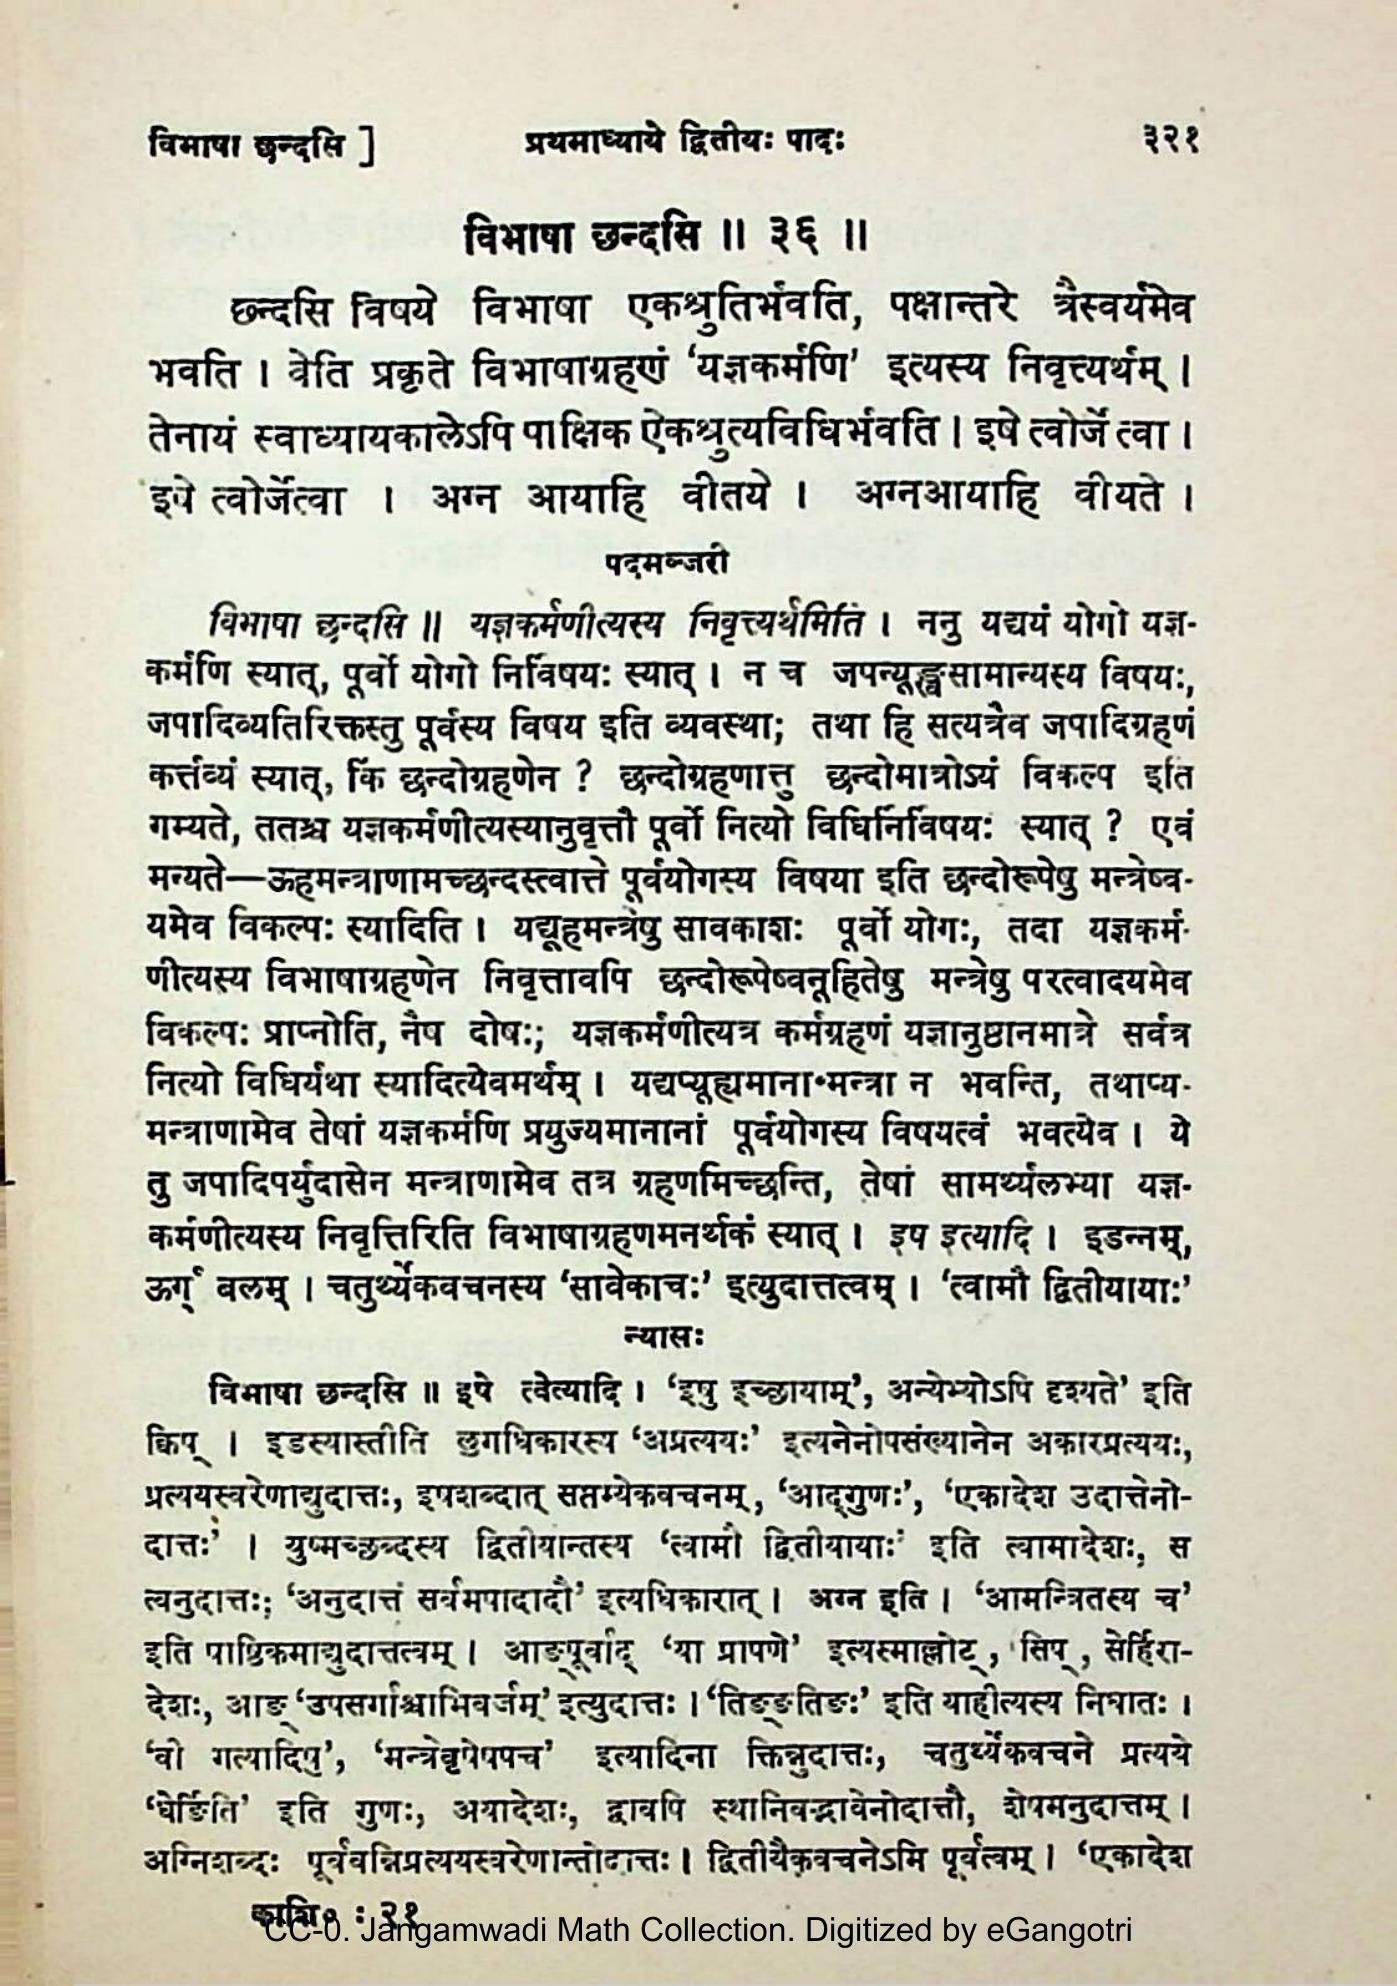 विभाषा छन्दसि ]
प्रथमाध्याये द्वितीयः पादः
३२१
विभाषा छन्दसि ॥ ३६ ॥
छन्दसि विषये विभाषा एकश्रुतिर्भवति, पक्षान्तरे त्रैस्वर्यमेव
भवति । वेति प्रकृते विभाषाग्रहणं ‘यज्ञकर्मणि’ इत्यस्य निवृत्त्यर्थम् ।
तेनायं स्वाध्यायकालेऽपि पाक्षिक ऐकश्रुत्यविधिर्भवति । इषे त्वोर्जे त्वा ।
इषे त्वोर्जेत्वा । अग्न आयाहि वीतये । अग्नआयाहि वीयते ।
पदमञ्जरी
विभाषा छन्दसि ॥ यज्ञकर्मणीत्यस्य निवृत्त्यर्थमिति । ननु यद्ययं योगो यज्ञ-
कर्मणि स्यात्, पूर्वो योगो निर्विषयः स्यात् । न च जपन्यूङ्खसामान्यस्य विषयः,
जपादिव्यतिरिक्तस्तु पूर्वस्य विषय इति व्यवस्था; तथा हि सत्यत्रैव जपादिग्रहणं
कर्त्तव्यं स्यात्, किं छन्दोग्रहणेन ? छन्दोग्रहणात्तु छन्दोमात्रोऽयं विकल्प इति
गम्यते, ततश्च यज्ञकर्मणीत्यस्यानुवृत्तौ पूर्वो नित्यो विधिर्निर्विषयः स्यात् ? एवं
मन्यते—ऊहमन्त्राणामच्छन्दस्त्वात्ते पूर्वयोगस्य विषया इति छन्दोरूपेषु मन्त्रेष्व-
यमेव विकल्पः स्यादिति । यद्यूहमन्त्रेषु सावकाशः पूर्वो योगः, तदा यज्ञकर्म-
णीत्यस्य विभाषाग्रहणेन निवृत्तावपि छन्दोरूपेष्वनूहितेषु मन्त्रेषु परत्वादयमेव
विकल्पः प्राप्नोति, नैष दोषः; यज्ञकर्मणीत्यत्र कर्मग्रहणं यज्ञानुष्ठानमात्रे सर्वत्र
नित्यो विधिर्यथा स्यादित्येवमर्थम् । यद्यप्यूह्यमाना मन्त्रा न भवन्ति, तथाप्य-
मन्त्राणामेव तेषां यज्ञकर्मणि प्रयुज्यमानानां पूर्वयोगस्य विषयत्वं भवत्येव । ये
तु जपादिपर्युदासेन मन्त्राणामेव तत्र ग्रहणमिच्छन्ति, तेषां सामर्थ्यलभ्या यज्ञ-
कर्मणीत्यस्य निवृत्तिरिति विभाषाग्रहणमनर्थकं स्यात् । इष इत्यादि । इडन्नम्,
ऊर्ग् बलम् । चतुर्थ्येकवचनस्य ‘सावेकाचः’ इत्युदात्तत्वम् । ‘त्वामौ द्वितीयायाः’
न्यासः
विभाषा छन्दसि ॥ इषे त्वेत्यादि । ‘इषु इच्छायाम्’, अन्येभ्योऽपि दृश्यते’ इति
क्विप् । इडस्यास्तीति लुगधिकारस्य ‘अप्रत्ययः’ इत्यनेनोपसंख्यानेन अकारप्रत्ययः,
प्रत्ययस्वरेणाद्युदात्तः, इषशब्दात् सप्तम्येकवचनम्, ‘आद्गुणः’, ‘एकादेश उदात्तेनो-
दात्तः’ । युष्मच्छब्दस्य द्वितीयान्तस्य ‘त्वामौ द्वितीयायाः’ इति त्वामादेशः, स
त्वनुदात्तः; ‘अनुदात्तं सर्वमपादादौ’ इत्यधिकारात् । अग्न इति । ‘आमन्त्रितस्य च’
इति षाष्ठिकमाद्युदात्तत्वम् । आङ्पूर्वाद् ‘या प्रापणे’ इत्यस्माल्लोट्, सिप्, सेर्हिरा-
देशः, आङ् ‘उपसर्गाश्चाभिवर्जम्’ इत्युदात्तः । ‘तिङ्ङतिङः’ इति याहीत्यस्य निघातः ।
‘वी गत्यादिषु’, ‘मन्त्रेवृषेषपच’ इत्यादिना क्तिन्नुदात्तः, चतुर्थ्येकवचने प्रत्यये
‘घेर्ङिति’ इति गुणः, अयादेशः, द्वावपि स्थानिवद्भावेनोदात्तौ, शेषमनुदात्तम् ।
अग्निशब्दः पूर्ववन्निप्रत्ययस्वरेणान्तोदात्तः । द्वितीयैकवचनेऽमि पूर्वत्वम् । ‘एकादेश
काशि० : २१
CC-0. Jangamwadi Math Collection. Digitized by eGangotri